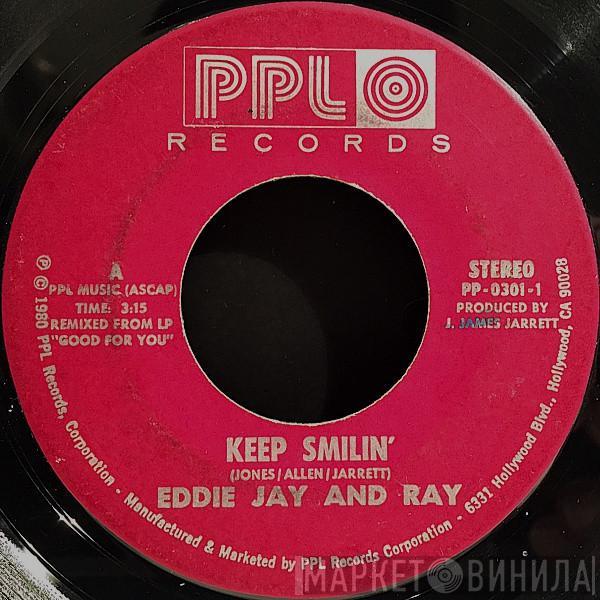 PPL
RECORDS
A
PPL MUSIC (ASCAP)
TIME: 3:15
REMIXED FROM LP
"GOOD FOR YOU"
STEREO
PP-0301-1
PRODUCED BY
J. JAMES JARRETT
KEEP SMILIN'
(JONES/ALLEN/JARRETT)
EDDIE JAY AND RAY
℗ © 1980 PPL Records, Corporation - Manufactured & Marketed by PPL Records Corporation - 6331 Hollywood Blvd., Hollywood, CA 90028
МАРКЕТ ВИНИЛА